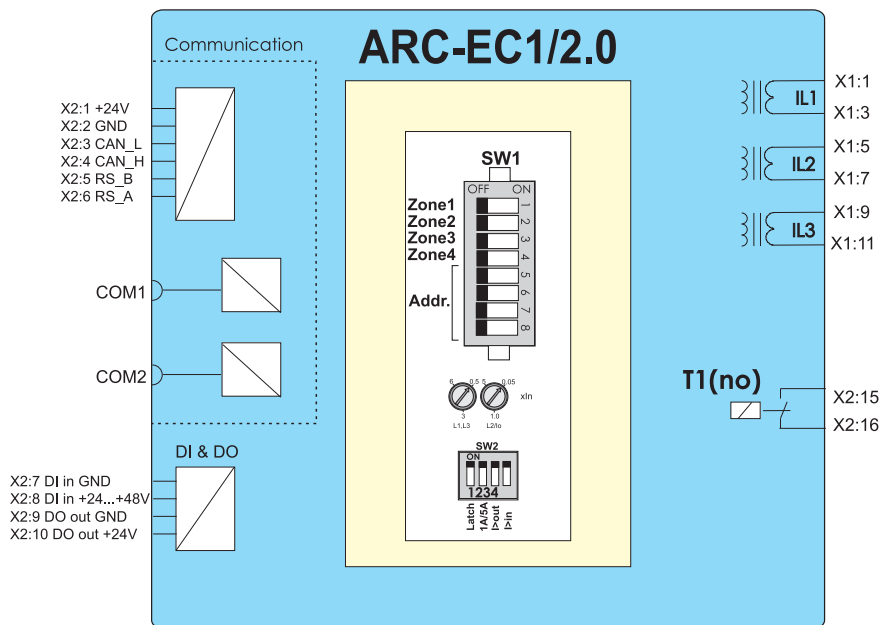 ARC-EC1/2.0
Communication
X2:1 +24V
X2:2 GND
X2:3 CAN_L
X2:4 CAN_H
X2:5 RS_B
X2:6 RS_A
COM1
COM2
DI & DO
X2:7 DI in GND
X2:8 DI in +24...+48V
X2:9 DO out GND
X2:10 DO out +24V
SW1
OFF ON
Zone1 1
Zone2 2
Zone3 3
Zone4 4
5
Addr. 6
7
8
6 0.5 5 0.05
xIn
3 1.0
L1,L3 L2/Io
SW2
ON
1234
Latch
1A/5A
I>out
I>in
X1:1
IL1
X1:3
X1:5
IL2
X1:7
X1:9
IL3
X1:11
T1(no)
X2:15
X2:16